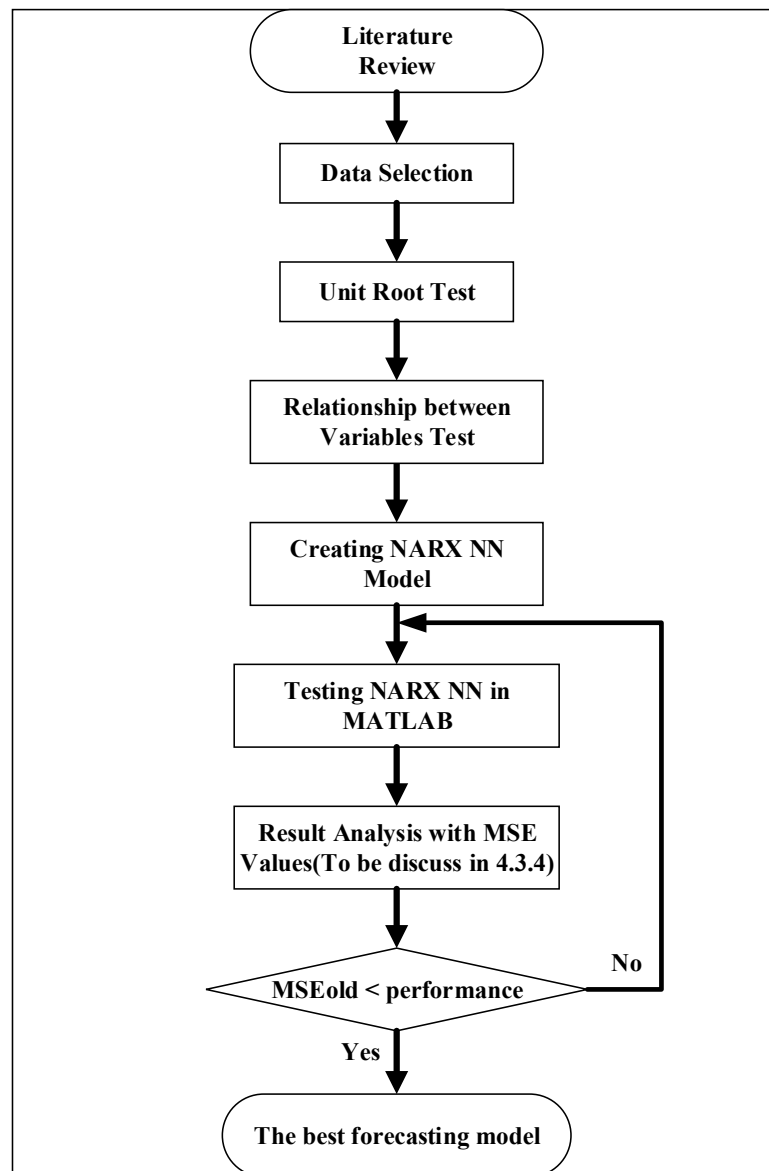 Literature
Review
Data Selection
Unit Root Test
Relationship between
Variables Test
Creating NARX NN
Model
Testing NARX NN in
MATLAB
Result Analysis with MSE
Values(To be discuss in 4.3.4)
MSEold < performance
No
Yes
The best forecasting model